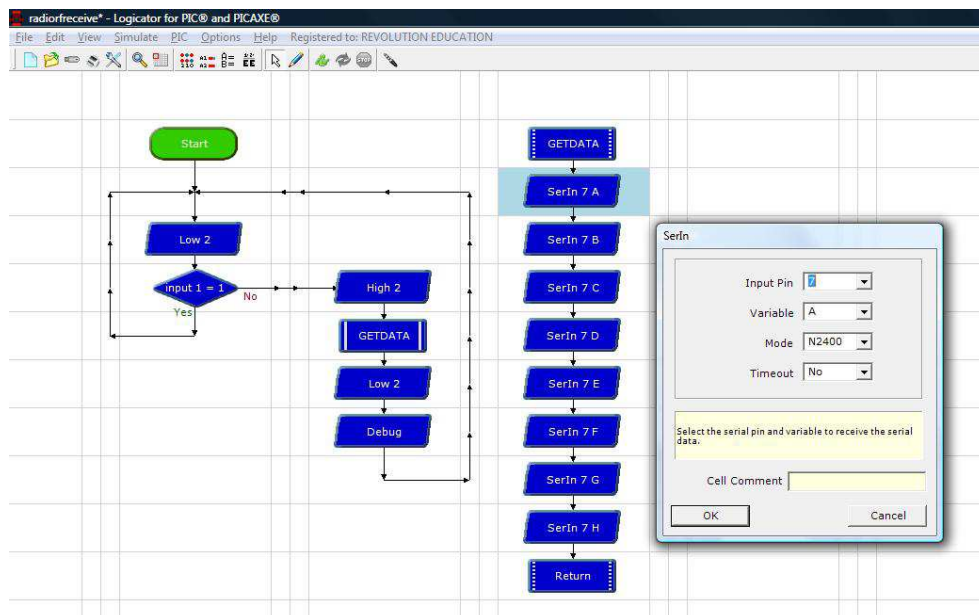 radiorfreceive* - Logicator for PIC® and PICAXE®
File Edit View Simulate PIC Options Help Registered to: REVOLUTION EDUCATION
Start
Low 2
input 1 = 1
No
Yes
High 2
GETDATA
Low 2
Debug
GETDATA
SerIn 7 A
SerIn 7 B
SerIn 7 C
SerIn 7 D
SerIn 7 E
SerIn 7 F
SerIn 7 G
SerIn 7 H
Return
SerIn
Input Pin 7
Variable A
Mode N2400
Timeout No
Select the serial pin and variable to receive the serial
data.
Cell Comment
OK Cancel